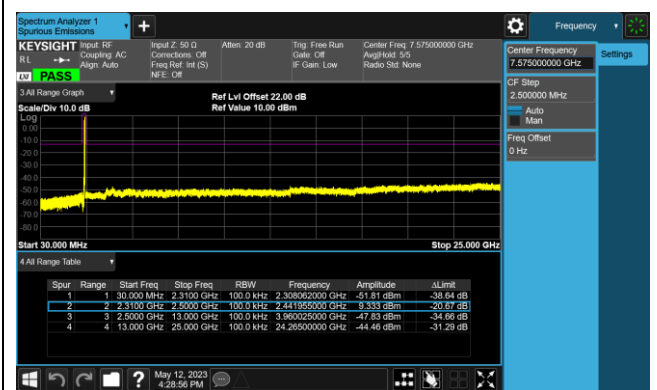 Spectrum Analyzer 1
Spurious Emissions
Frequency
KEYSIGHT Input: RF Input Z: 50 Ω Atten: 20 dB Trig: Free Run Center Freq: 7.575000000 GHz
RL Coupling: AC Corrections: Off Gate: Off Avg|Hold: 5/5
Align: Auto Freq Ref: Int (S) IF Gain: Low Radio Std: None
NFE: Off
PASS
Center Frequency
7.575000000 GHz
Settings
CF Step
2.500000 MHz
Auto
Man
Freq Offset
0 Hz
3 All Range Graph
Ref Lvl Offset 22.00 dB
Scale/Div 10.0 dB Ref Value 10.00 dBm
Log
0.00
-10.0
-20.0
-30.0
-40.0
-50.0
-60.0
-70.0
-80.0
Start 30.000 MHz Stop 25.000 GHz
4 All Range Table
Spur Range Start Freq Stop Freq RBW Frequency Amplitude ΔLimit
1 1 30.000 MHz 2.3100 GHz 100.0 kHz 2.308062000 GHz -51.81 dBm -38.64 dB
2 2 2.3100 GHz 2.5000 GHz 100.0 kHz 2.441955000 GHz 9.333 dBm -20.67 dB
3 3 2.5000 GHz 13.000 GHz 100.0 kHz 3.960025000 GHz -47.83 dBm -34.66 dB
4 4 13.000 GHz 25.000 GHz 100.0 kHz 24.26500000 GHz -44.46 dBm -31.29 dB
May 12, 2023
4:28:56 PM